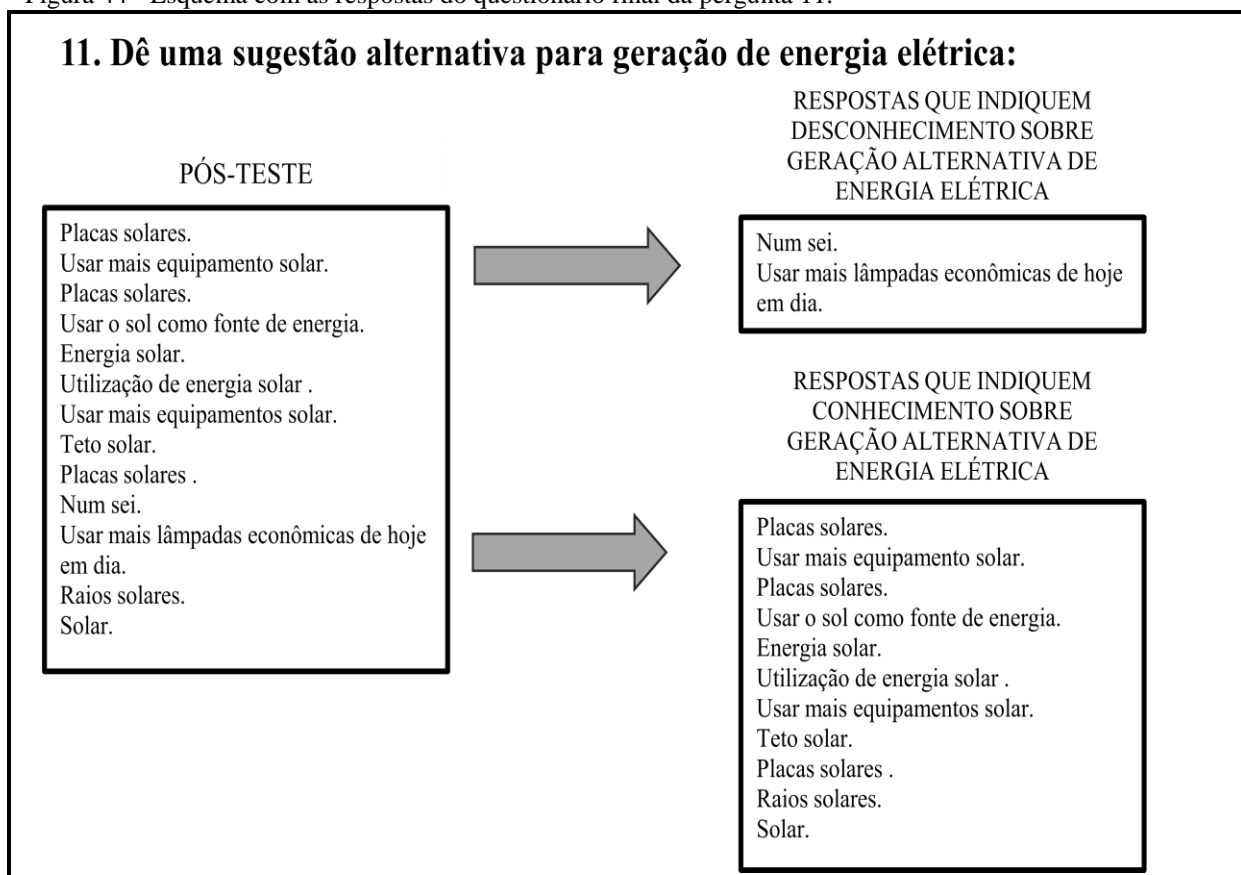 Figura 44 - Esquema com as respostas do questionário final da pergunta 11.
11. Dê uma sugestão alternativa para geração de energia elétrica:
PÓS-TESTE
Placas solares.
Usar mais equipamento solar.
Placas solares.
Usar o sol como fonte de energia.
Energia solar.
Utilização de energia solar .
Usar mais equipamentos solar.
Teto solar.
Placas solares .
Num sei.
Usar mais lâmpadas econômicas de hoje
em dia.
Raios solares.
Solar.
RESPOSTAS QUE INDIQUEM
DESCONHECIMENTO SOBRE
GERAÇÃO ALTERNATIVA DE
ENERGIA ELÉTRICA
Num sei.
Usar mais lâmpadas econômicas de hoje
em dia.
RESPOSTAS QUE INDIQUEM
CONHECIMENTO SOBRE
GERAÇÃO ALTERNATIVA DE
ENERGIA ELÉTRICA
Placas solares.
Usar mais equipamento solar.
Placas solares.
Usar o sol como fonte de energia.
Energia solar.
Utilização de energia solar .
Usar mais equipamentos solar.
Teto solar.
Placas solares .
Raios solares.
Solar.